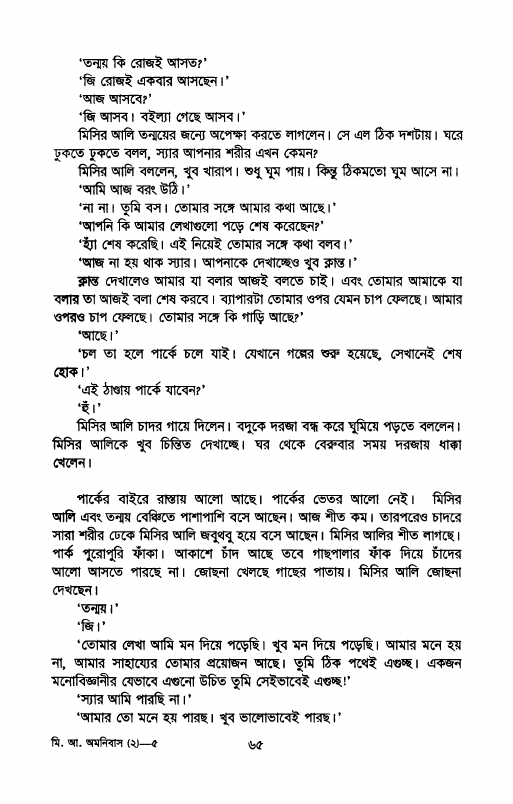 ‘তন্ময় কি রোজই আসত?’
‘জি রোজই একবার আসছেন।’
‘আজ আসবে?’
‘জি আসব। বইল্যা গেছে আসব।’
মিসির আলি তন্ময়ের জন্যে অপেক্ষা করতে লাগলেন। সে এল ঠিক দশটায়। ঘরে
ঢুকতে ঢুকতে বলল, স্যার আপনার শরীর এখন কেমন?
মিসির আলি বললেন, খুব খারাপ। শুধু ঘুম পায়। কিন্তু ঠিকমতো ঘুম আসে না।
‘আমি আজ বরং উঠি।’
‘না না। তুমি বস। তোমার সঙ্গে আমার কথা আছে।’
‘আপনি কি আমার লেখাগুলো পড়ে শেষ করেছেন?’
‘হ্যাঁ শেষ করেছি। এই নিয়েই তোমার সঙ্গে কথা বলব।’
‘আজ না হয় থাক স্যার। আপনাকে দেখাচ্ছেও খুব ক্লান্ত।’
ক্লান্ত দেখালেও আমার যা বলার আজই বলতে চাই। এবং তোমার আমাকে যা
বলার তা আজই বলা শেষ করবে। ব্যাপারটা তোমার ওপর যেমন চাপ ফেলছে। আমার
ওপরও চাপ ফেলছে। তোমার সঙ্গে কি গাড়ি আছে?’
‘আছে।’
‘চল তা হলে পার্কে চলে যাই। যেখানে গল্পের শুরু হয়েছে, সেখানেই শেষ
হোক।’
‘এই ঠাণ্ডায় পার্কে যাবেন?’
‘হুঁ।’
মিসির আলি চাদর গায়ে দিলেন। বদুকে দরজা বন্ধ করে ঘুমিয়ে পড়তে বললেন।
মিসির আলিকে খুব চিন্তিত দেখাচ্ছে। ঘর থেকে বেরুবার সময় দরজায় ধাক্কা
খেলেন।
পার্কের বাইরে রাস্তায় আলো আছে। পার্কের ভেতর আলো নেই। মিসির
আলি এবং তন্ময় বেঞ্চিতে পাশাপাশি বসে আছেন। আজ শীত কম। তারপরেও চাদরে
সারা শরীর ঢেকে মিসির আলি জবুথবু হয়ে বসে আছেন। মিসির আলির শীত লাগছে।
পার্ক পুরোপুরি ফাঁকা। আকাশে চাঁদ আছে তবে গাছপালার ফাঁক দিয়ে চাঁদের
আলো আসতে পারছে না। জোছনা খেলছে গাছের পাতায়। মিসির আলি জোছনা
দেখছেন।
‘তন্ময়।’
‘জি।’
‘তোমার লেখা আমি মন দিয়ে পড়েছি। খুব মন দিয়ে পড়েছি। আমার মনে হয়
না, আমার সাহায্যের তোমার প্রয়োজন আছে। তুমি ঠিক পথেই এগুচ্ছ। একজন
মনোবিজ্ঞানীর যেভাবে এগুনো উচিত তুমি সেইভাবেই এগুচ্ছ!’
‘স্যার আমি পারছি না।’
‘আমার তো মনে হয় পারছ। খুব ভালোভাবেই পারছ।’
মি. আ. অমনিবাস (২)—৫
৬৫